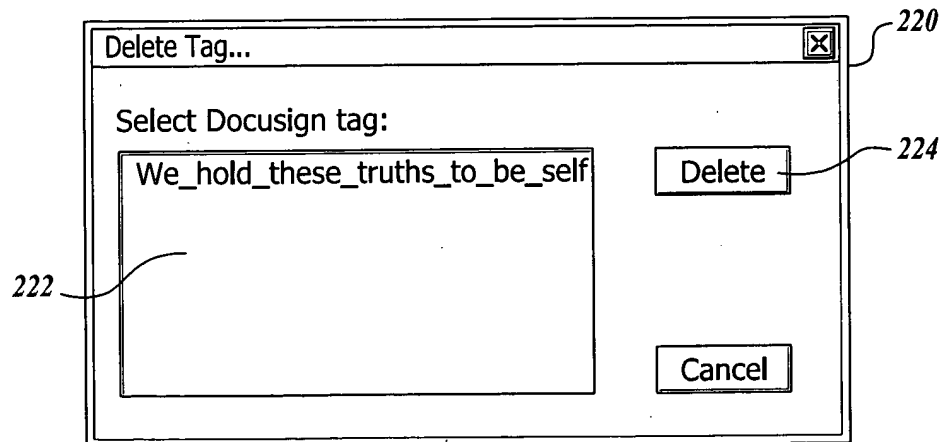 220
Delete Tag...
Select Docusign tag:
224
We_hold_these_truths_to_be_self
Delete
222
Cancel